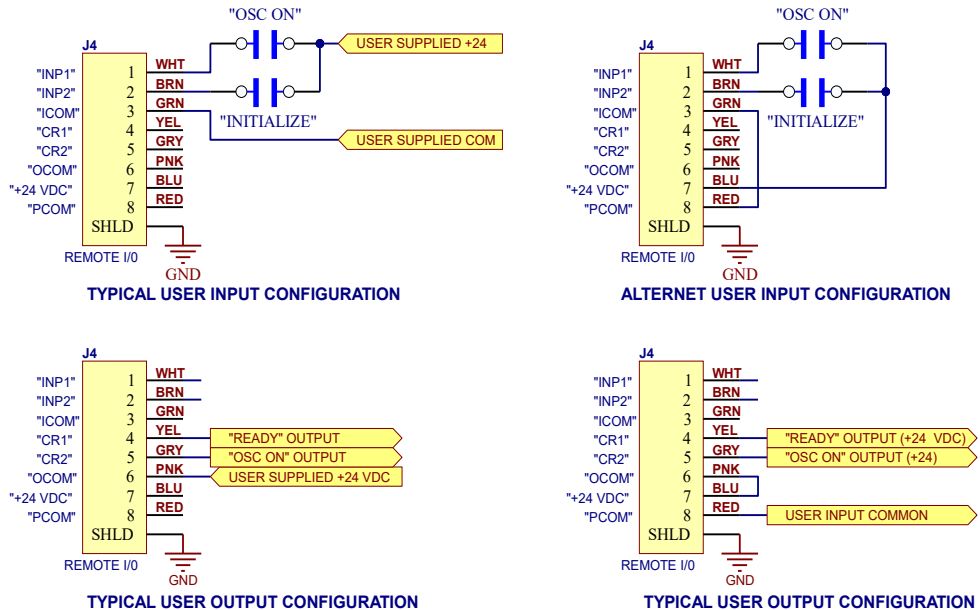 "OSC ON"
J4
"INP1" 1 WHT
USER SUPPLIED +24
"INP2" 2 BRN
"ICOM" 3 GRN
"INITIALIZE"
"CR1" 4 YEL
USER SUPPLIED COM
"CR2" 5 GRY
"OCOM" 6 PNK
"+24 VDC" 7 BLU
"PCOM" 8 RED
SHLD
REMOTE I/0
GND
TYPICAL USER INPUT CONFIGURATION
"OSC ON"
J4
"INP1" 1 WHT
"INP2" 2 BRN
"ICOM" 3 GRN
"INITIALIZE"
"CR1" 4 YEL
"CR2" 5 GRY
"OCOM" 6 PNK
"+24 VDC" 7 BLU
"PCOM" 8 RED
SHLD
REMOTE I/0
GND
ALTERNET USER INPUT CONFIGURATION
J4
"INP1" 1 WHT
"INP2" 2 BRN
"ICOM" 3 GRN
"CR1" 4 YEL "READY" OUTPUT
"CR2" 5 GRY "OSC ON" OUTPUT
"OCOM" 6 PNK USER SUPPLIED +24 VDC
"+24 VDC" 7 BLU
"PCOM" 8 RED
SHLD
REMOTE I/0
GND
TYPICAL USER OUTPUT CONFIGURATION
J4
"INP1" 1 WHT
"INP2" 2 BRN
"ICOM" 3 GRN
"CR1" 4 YEL "READY" OUTPUT (+24 VDC)
"CR2" 5 GRY "OSC ON" OUTPUT (+24)
"OCOM" 6 PNK
"+24 VDC" 7 BLU
"PCOM" 8 RED USER INPUT COMMON
SHLD
REMOTE I/0
GND
TYPICAL USER OUTPUT CONFIGURATION